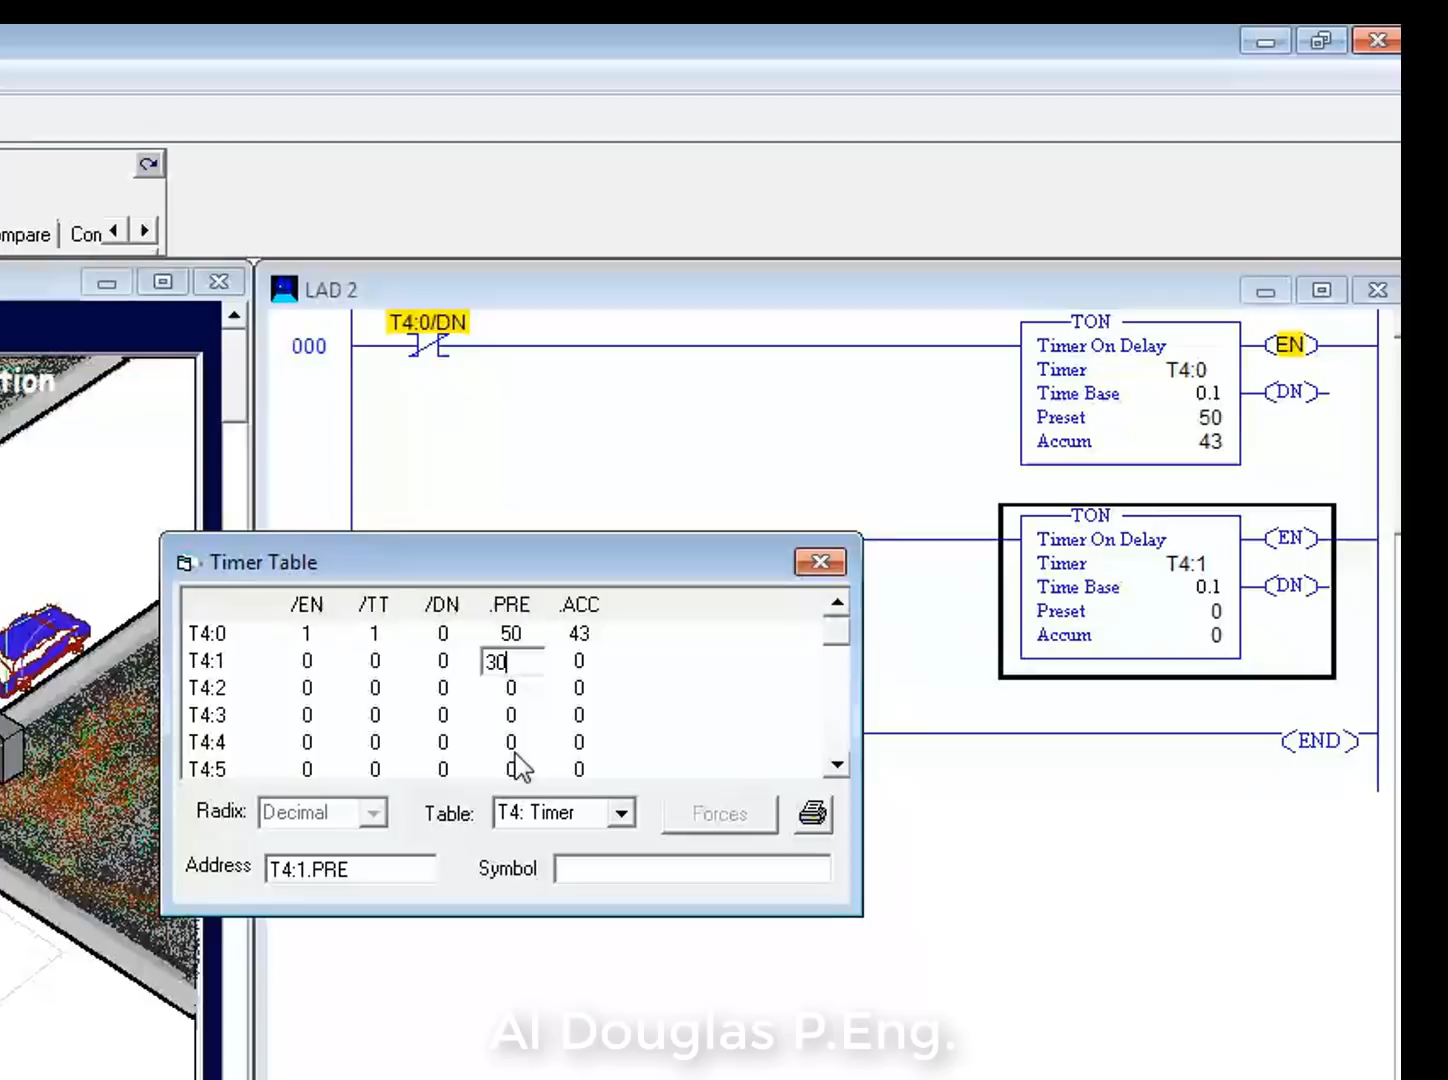 mpare Con
LAD 2
tion
T4:0/DN
000
TON
Timer On Delay
Timer T4:0
Time Base 0.1
Preset 50
Accum 43
EN
DN
TON
Timer On Delay
Timer T4:1
Time Base 0.1
Preset 0
Accum 0
EN
DN
END
Timer Table
/EN /TT /DN .PRE .ACC
T4:0 1 1 0 50 43
T4:1 0 0 0 30 0
T4:2 0 0 0 0 0
T4:3 0 0 0 0 0
T4:4 0 0 0 0 0
T4:5 0 0 0 0 0
Radix: Decimal Table: T4: Timer Forces
Address T4:1.PRE Symbol
Al Douglas P.Eng.